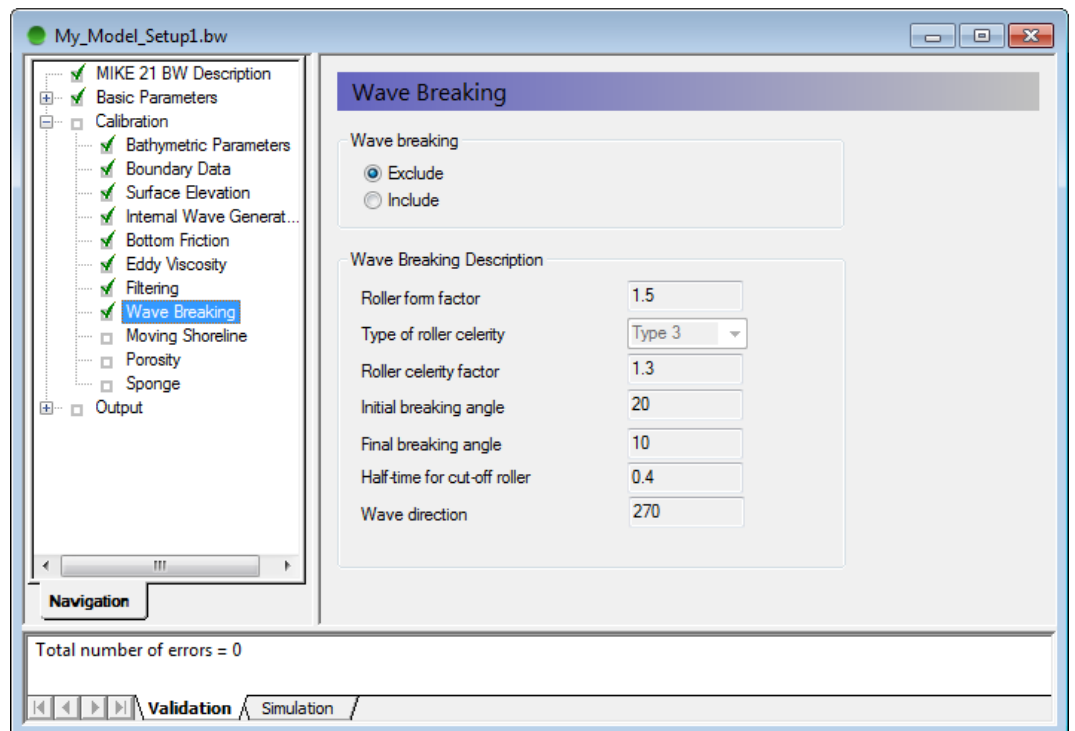 My_Model_Setup1.bw
MIKE 21 BW Description
Basic Parameters
Calibration
Bathymetric Parameters
Boundary Data
Surface Elevation
Internal Wave Generat...
Bottom Friction
Eddy Viscosity
Filtering
Wave Breaking
Moving Shoreline
Porosity
Sponge
Output
Navigation
Wave Breaking
Wave breaking
Exclude
Include
Wave Breaking Description
Roller form factor 1.5
Type of roller celerity Type 3
Roller celerity factor 1.3
Initial breaking angle 20
Final breaking angle 10
Half-time for cut-off roller 0.4
Wave direction 270
Total number of errors = 0
Validation Simulation